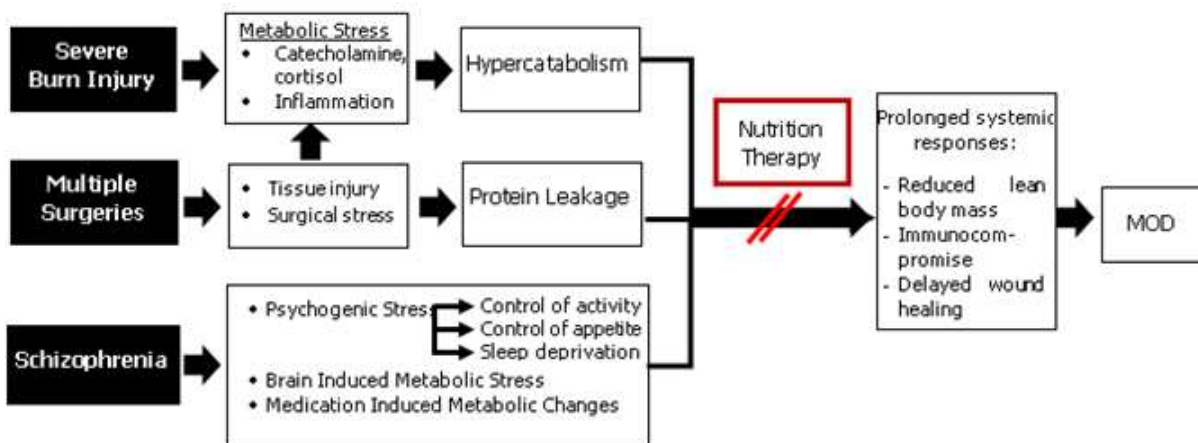 Severe
Burn Injury
Metabolic Stress
• Catecholamine,
cortisol
• Inflammation
Hypercatabolism
Multiple
Surgeries
• Tissue injury
• Surgical stress
Protein Leakage
Schizophrenia
• Psychogenic Stress
Control of activity
Control of appetite
Sleep deprivation
• Brain Induced Metabolic Stress
• Medication Induced Metabolic Changes
Nutrition
Therapy
Prolonged systemic
responses:
- Reduced lean
body mass
- Immunocom-
promise
- Delayed wound
healing
MOD